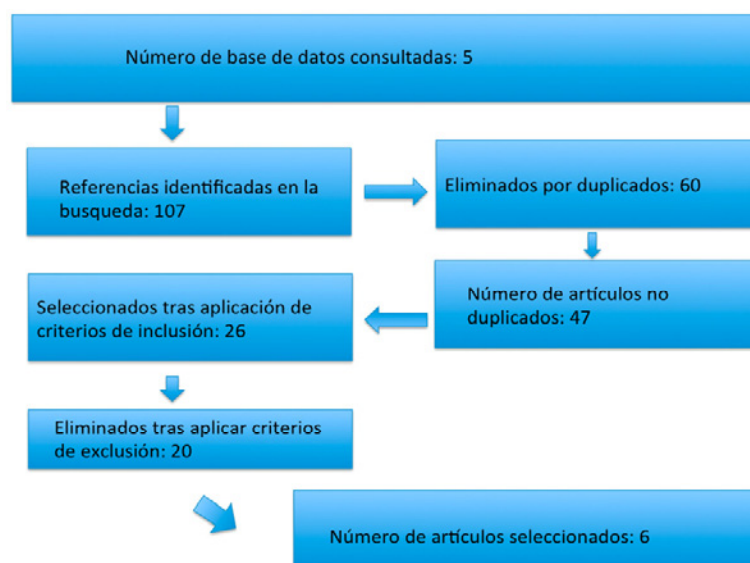 Número de base de datos consultadas: 5
Referencias identificadas en la
busqueda: 107
Eliminados por duplicados: 60
Número de artículos no
duplicados: 47
Seleccionados tras aplicación de
criterios de inclusión: 26
Eliminados tras aplicar criterios
de exclusión: 20
Número de artículos seleccionados: 6